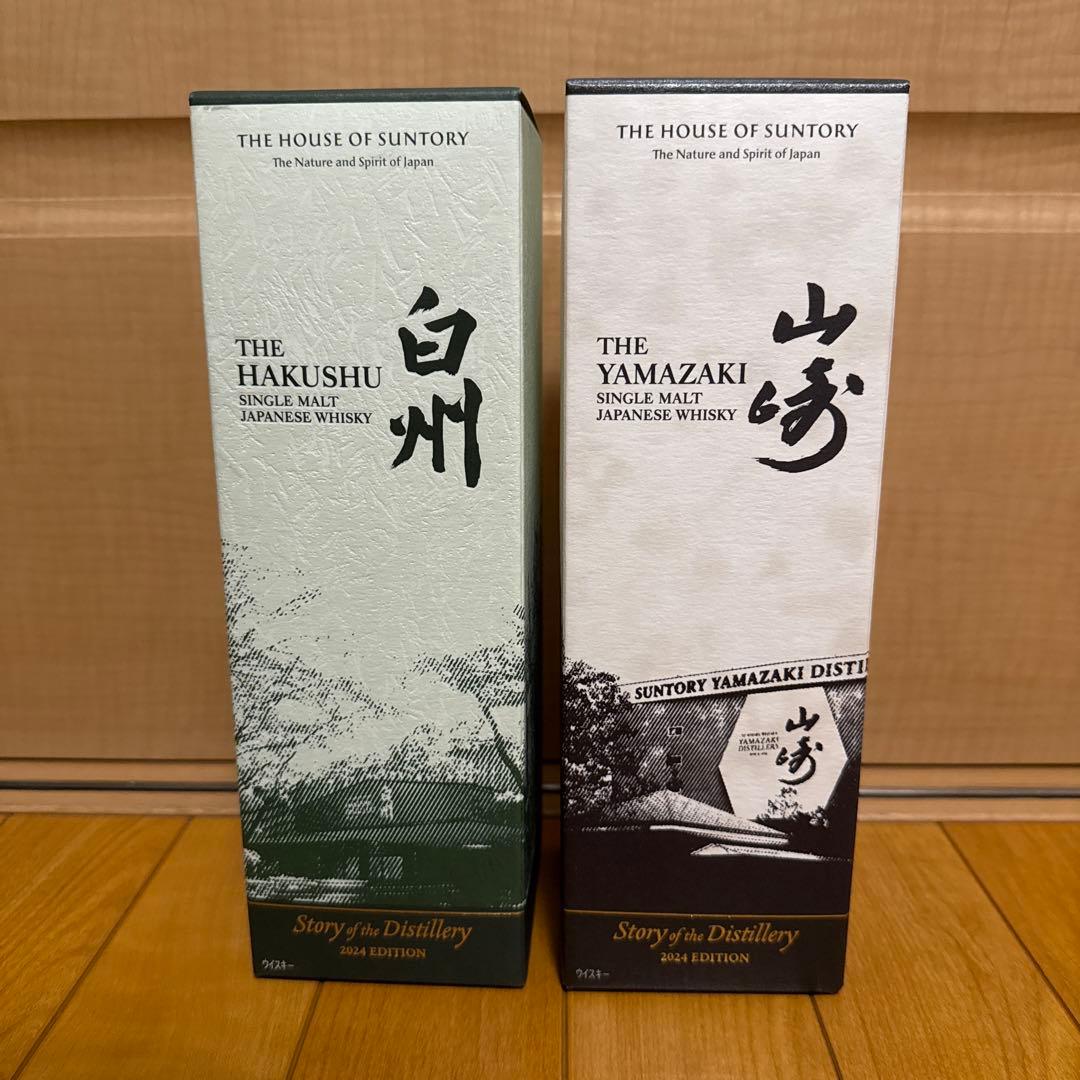 THE HOUSE OF SUNTORY
The Nature and Spirit of Japan
白州
THE
HAKUSHU
SINGLE MALT
JAPANESE WHISKY
Story of the Distillery
2024 EDITION
ウイスキー
THE HOUSE OF SUNTORY
The Nature and Spirit of Japan
山崎
THE
YAMAZAKI
SINGLE MALT
JAPANESE WHISKY
SUNTORY YAMAZAKI DISTI
山崎
YAMAZAKI
DISTILLERY
Story of the Distillery
2024 EDITION
ウイスキー